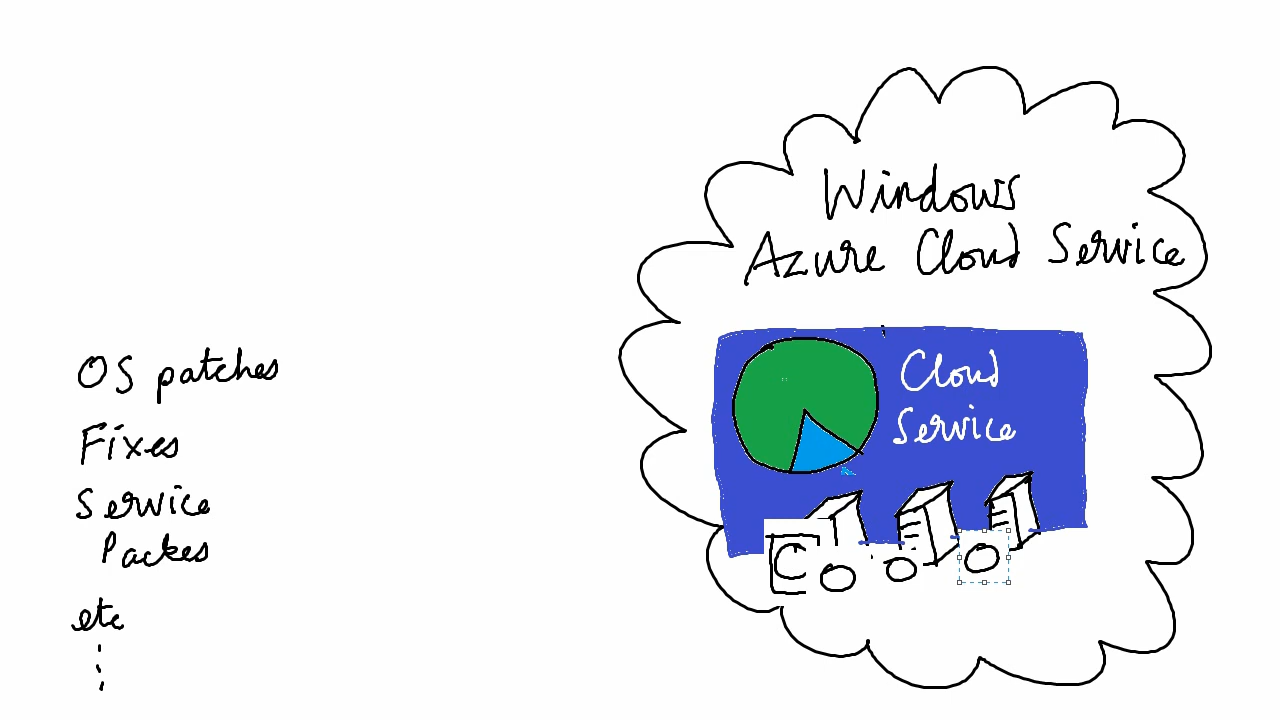 Windows
Azure Cloud Service
Cloud
Service
OS patches
Fixes
Service
Packes
etc